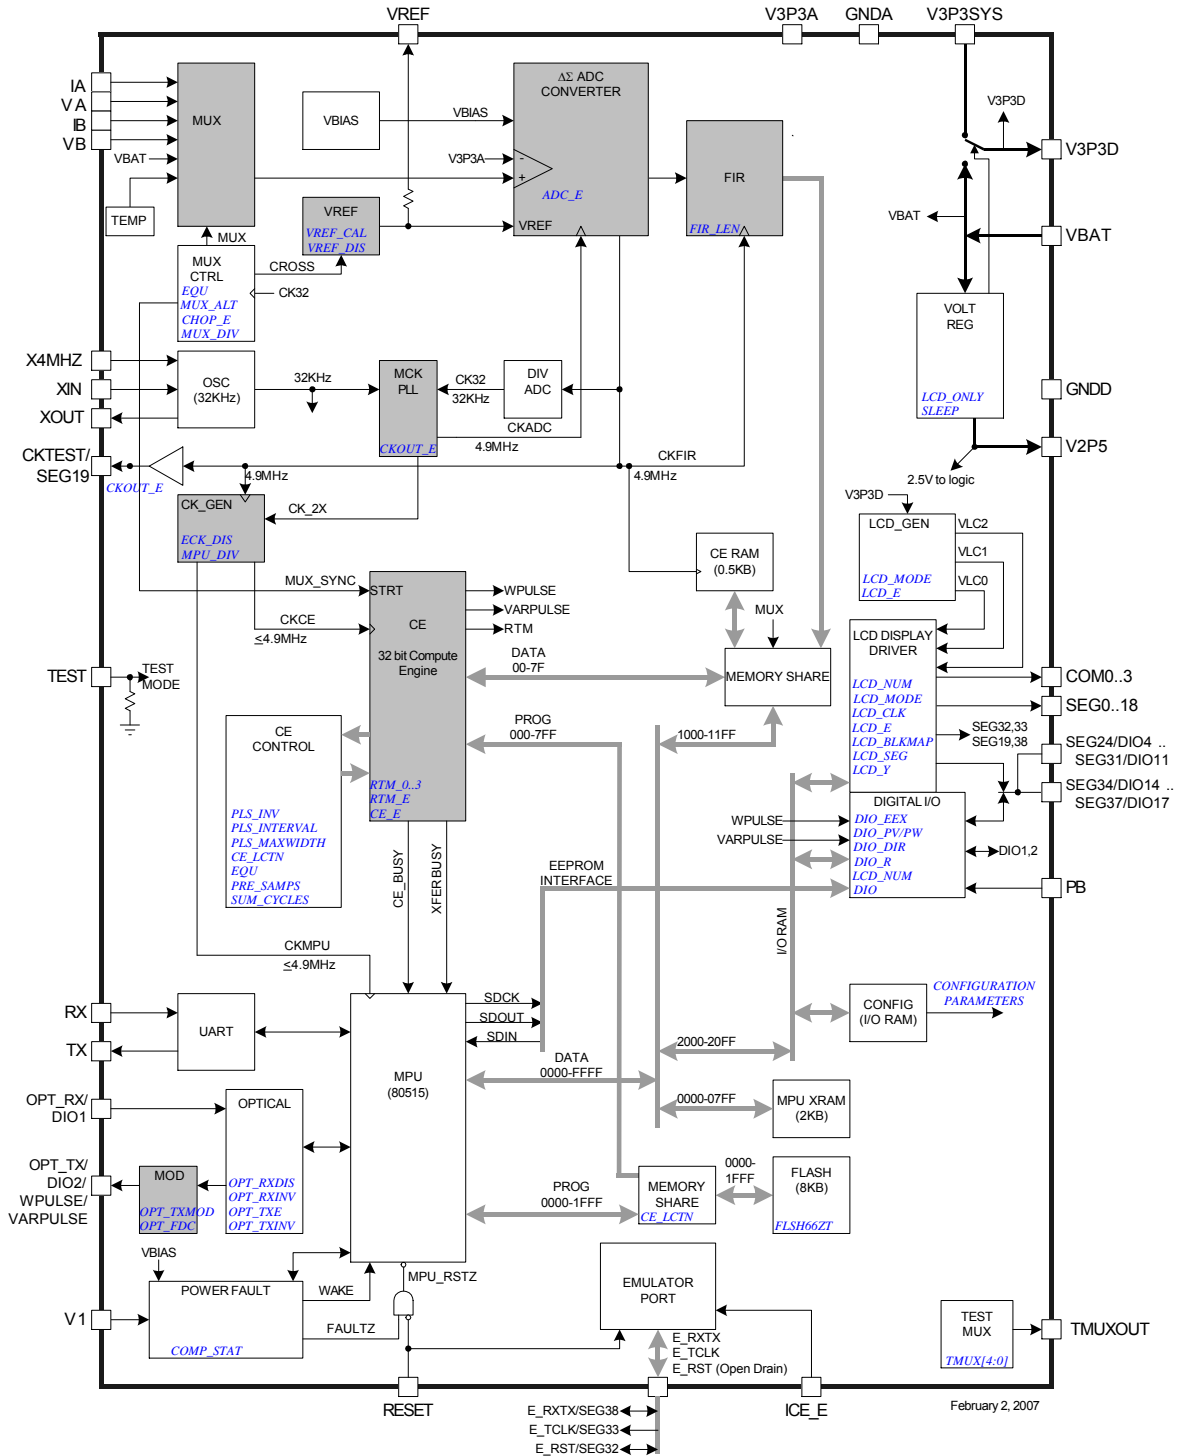 VREF
V3P3A
GNDA
V3P3SYS
IA
VA
IB
VB
VBAT
TEMP
MUX
VBIAS
VBIAS
V3P3A
ΔΣ ADC
CONVERTER
-
+
ADC_E
VREF
FIR
FIR_LEN
V3P3D
V3P3D
VBAT
VBAT
VREF
VREF_CAL
VREF_DIS
MUX
MUX
CTRL
EQU
MUX_ALT
CHOP_E
MUX_DIV
CROSS
CK32
VOLT
REG
LCD_ONLY
SLEEP
GNDD
V2P5
2.5V to logic
X4MHZ
XIN
XOUT
OSC
(32KHz)
32KHz
MCK
PLL
CKOUT_E
CK32
32KHz
DIV
ADC
CKADC
4.9MHz
CKFIR
4.9MHz
CKTEST/
SEG19
CKOUT_E
4.9MHz
CK_GEN
ECK_DIS
MPU_DIV
CK_2X
V3P3D
LCD_GEN
LCD_MODE
LCD_E
VLC2
VLC1
VLC0
CE RAM
(0.5KB)
MUX_SYNC
STRT
CKCE
≤4.9MHz
CE
32 bit Compute
Engine
RTM_0..3
RTM_E
CE_E
WPULSE
VARPULSE
RTM
DATA
00-7F
MUX
MEMORY SHARE
PROG
000-7FF
1000-11FF
LCD DISPLAY
DRIVER
LCD_NUM
LCD_MODE
LCD_CLK
LCD_E
LCD_BLKMAP
LCD_SEG
LCD_Y
COM0..3
SEG0..18
SEG32,33
SEG19,38
SEG24/DIO4 ..
SEG31/DIO11
SEG34/DIO14 ..
SEG37/DIO17
TEST
TEST
MODE
CE
CONTROL
PLS_INV
PLS_INTERVAL
PLS_MAXWIDTH
CE_LCTN
EQU
PRE_SAMPS
SUM_CYCLES
DIGITAL I/O
DIO_EEX
DIO_PV/PW
DIO_DIR
DIO_R
LCD_NUM
DIO
WPULSE
VARPULSE
DIO1,2
PB
CE_BUSY
XFER BUSY
EEPROM
INTERFACE
I/O RAM
CKMPU
≤4.9MHz
RX
TX
UART
MPU
(80515)
SDCK
SDOUT
SDIN
DATA
0000-FFFF
2000-20FF
0000-07FF
CONFIG
(I/O RAM)
CONFIGURATION
PARAMETERS
MPU XRAM
(2KB)
OPT_RX/
DIO1
OPTICAL
OPT_RXDIS
OPT_RXINV
OPT_TXE
OPT_TXINV
OPT_TX/
DIO2/
WPULSE/
VARPULSE
MOD
OPT_TXMOD
OPT_FDC
PROG
0000-1FFF
MEMORY
SHARE
CE_LCTN
0000-
1FFF
FLASH
(8KB)
FLSH66ZT
VBIAS
V1
POWER FAULT
COMP_STAT
WAKE
FAULTZ
MPU_RSTZ
EMULATOR
PORT
E_RXTX
E_TCLK
E_RST (Open Drain)
TEST
MUX
TMUX[4:0]
TMUXOUT
RESET
ICE_E
February 2, 2007
E_RXTX/SEG38
E_TCLK/SEG33
E_RST/SEG32